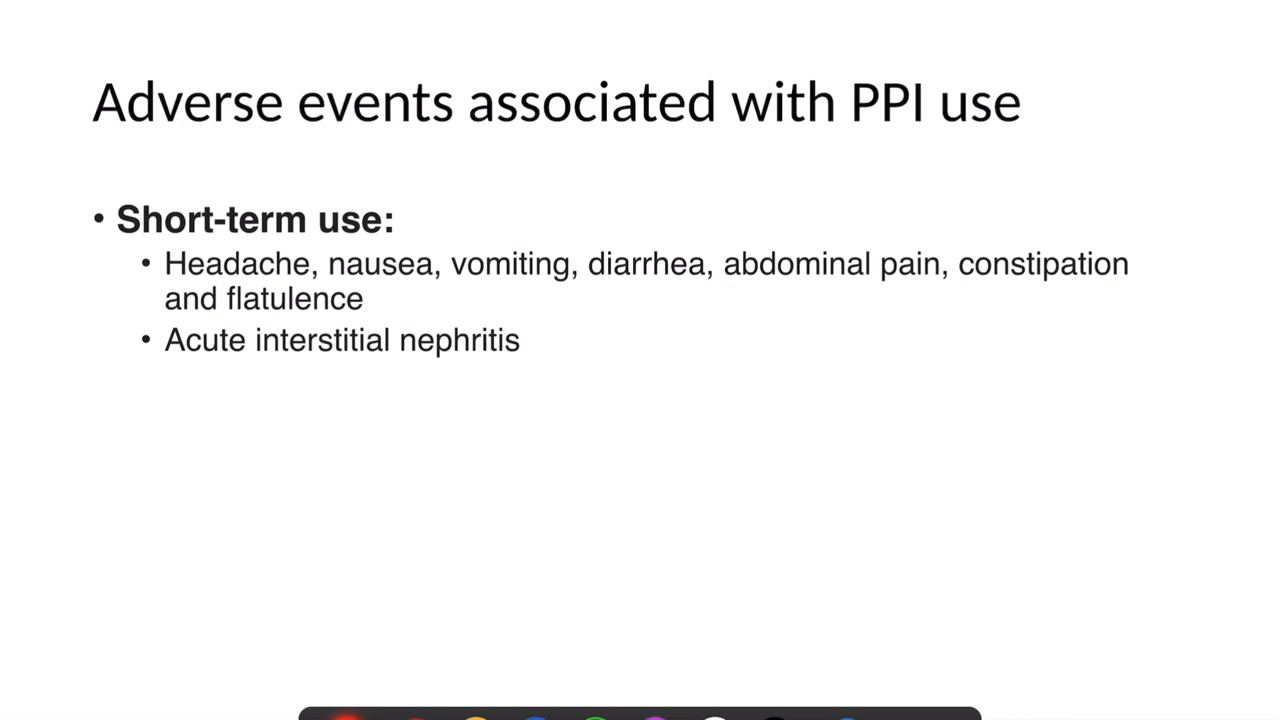 Adverse events associated with PPI use
• Short-term use:
• Headache, nausea, vomiting, diarrhea, abdominal pain, constipation
and flatulence
• Acute interstitial nephritis